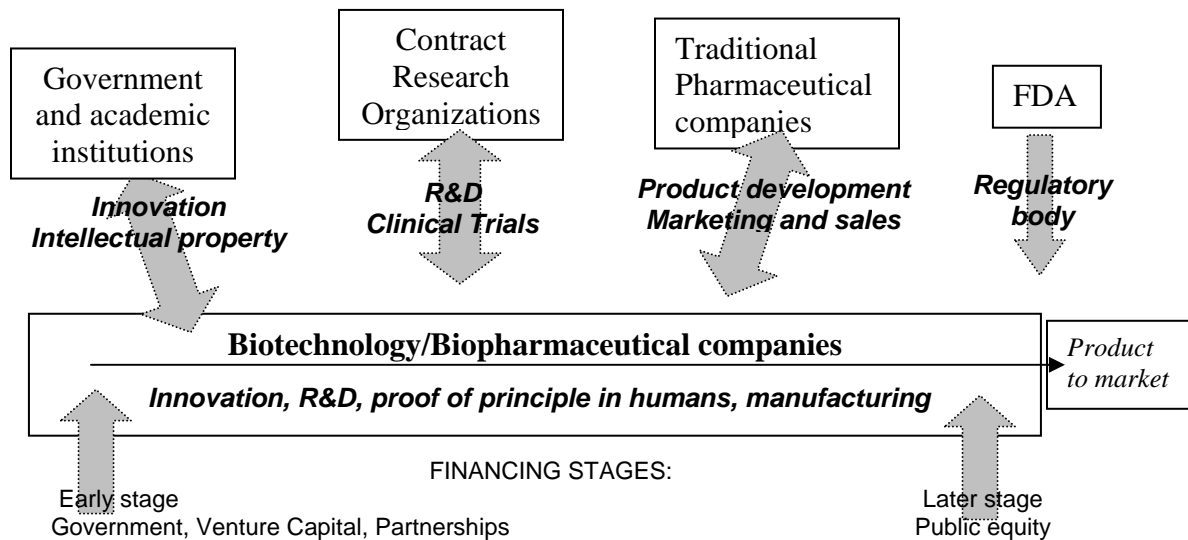 Government
and academic
institutions
Contract
Research
Organizations
Traditional
Pharmaceutical
companies
FDA
Innovation
Intellectual property
R&D
Clinical Trials
Product development
Marketing and sales
Regulatory
body
Biotechnology/Biopharmaceutical companies
Innovation, R&D, proof of principle in humans, manufacturing
Product
to market
FINANCING STAGES:
Early stage
Government, Venture Capital, Partnerships
Later stage
Public equity